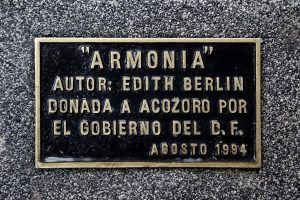 "ARMONIA"
AUTOR: EDITH BERLIN
DONADA A ACOZORO POR
EL GOBIERNO DEL D.F.
AGOSTO 1994